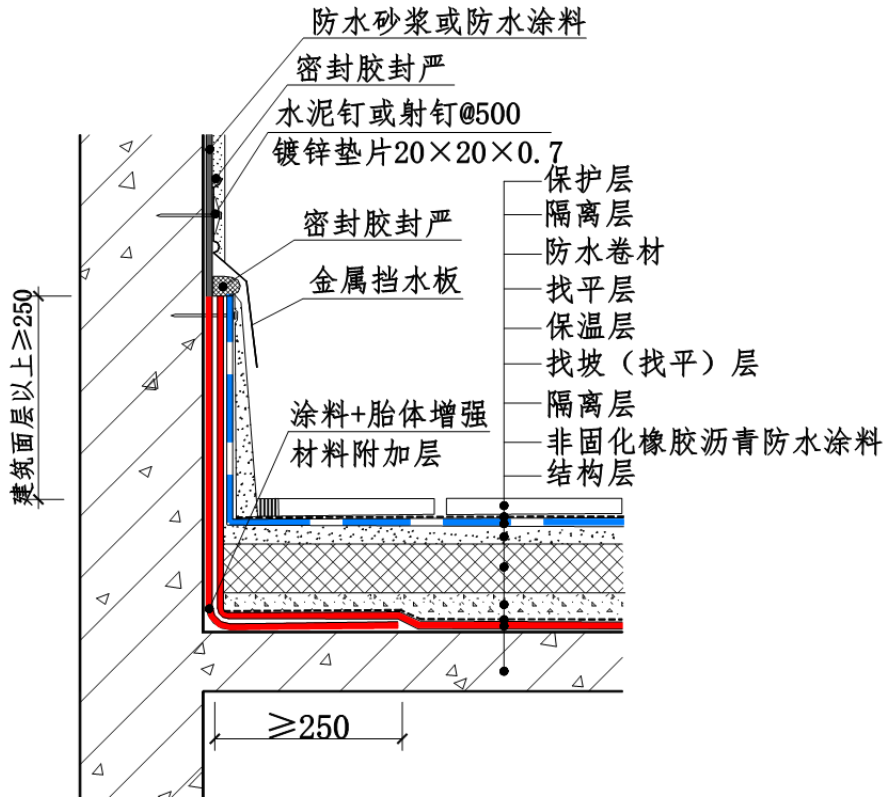 防水砂浆或防水涂料
密封胶封严
水泥钉或射钉@500
镀锌垫片20×20×0.7
保护层
隔离层
防水卷材
找平层
保温层
找坡（找平）层
隔离层
非固化橡胶沥青防水涂料
结构层
密封胶封严
金属挡水板
涂料+胎体增强
材料附加层
建筑面层以上≥250
≥250